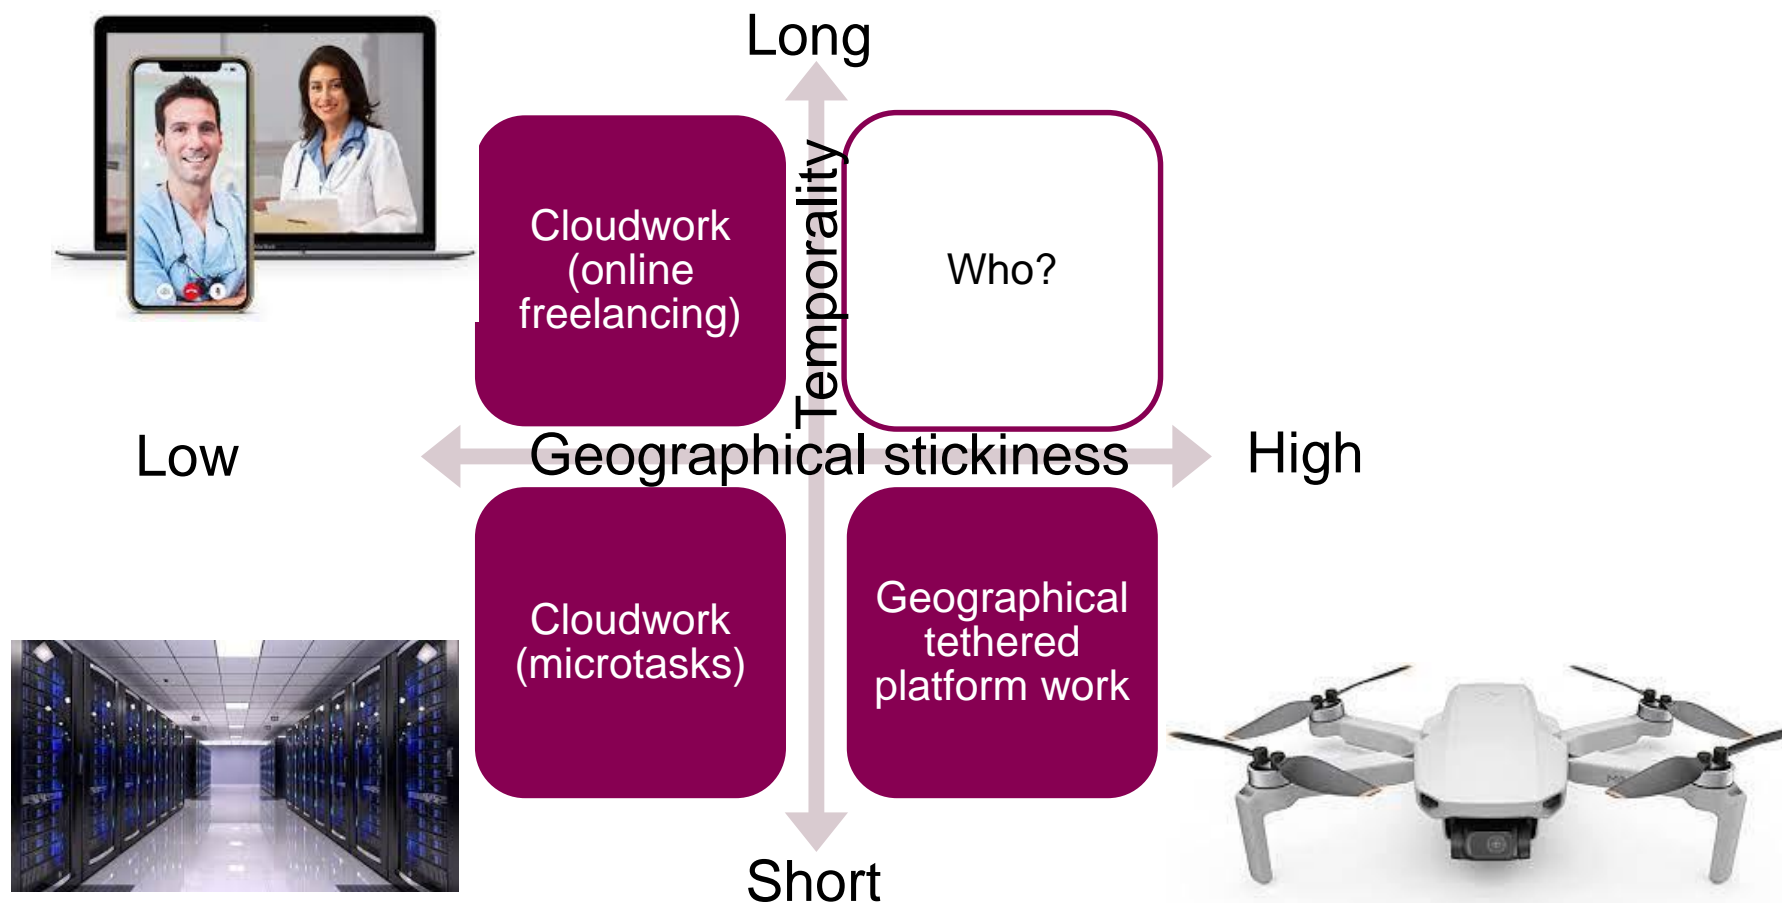 Long
Cloudwork
(online
freelancing)
Temporality
Who?
Low
Geographical stickiness
High
Cloudwork
(microtasks)
Geographical
tethered
platform work
Short